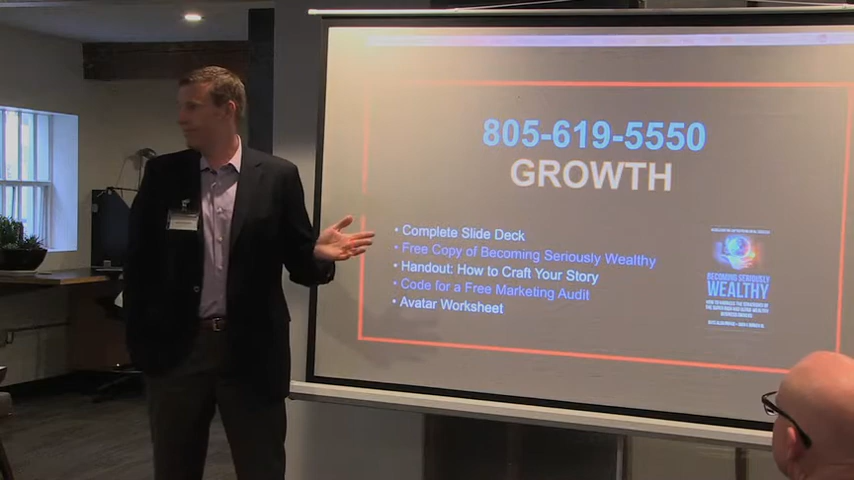 805-619-5550
GROWTH
• Complete Slide Deck
• Free Copy of Becoming Seriously Wealthy
• Handout: How to Craft Your Story
• Code for a Free Marketing Audit
• Avatar Worksheet
BECOMING SERIOUSLY
WEALTHY